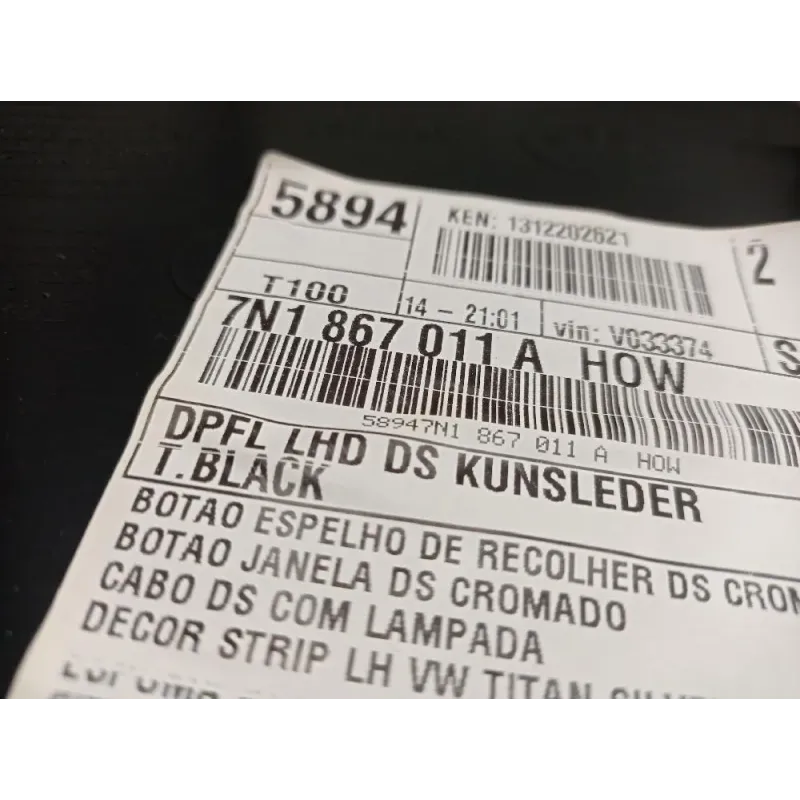 5894
KEN: 1312202621
2
T100
14 - 21:01
vin: V033374
S
7N1 867 011 A HOW
58947N1 867 011 A HOW
DPFL LHD DS KUNSLEDER
T.BLACK
BOTAO ESPELHO DE RECOLHER DS CROM
BOTAO JANELA DS CROMADO
CABO DS COM LAMPADA
DECOR STRIP LH VW TITAN